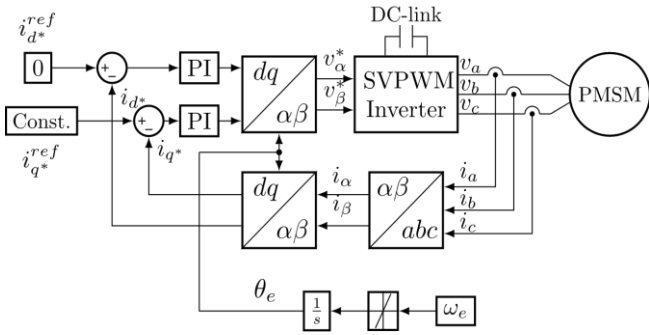 i_{d*}^{ref}
DC-link
0
+
−
PI
dq
αβ
v_α^*
v_β^*
SVPWM
Inverter
v_a
v_b
v_c
PMSM
i_{d*}
Const.
+
−
PI
i_{q*}^{ref}
i_{q*}
dq
αβ
i_α
i_β
αβ
abc
i_a
i_b
i_c
θ_e
1/s
ω_e